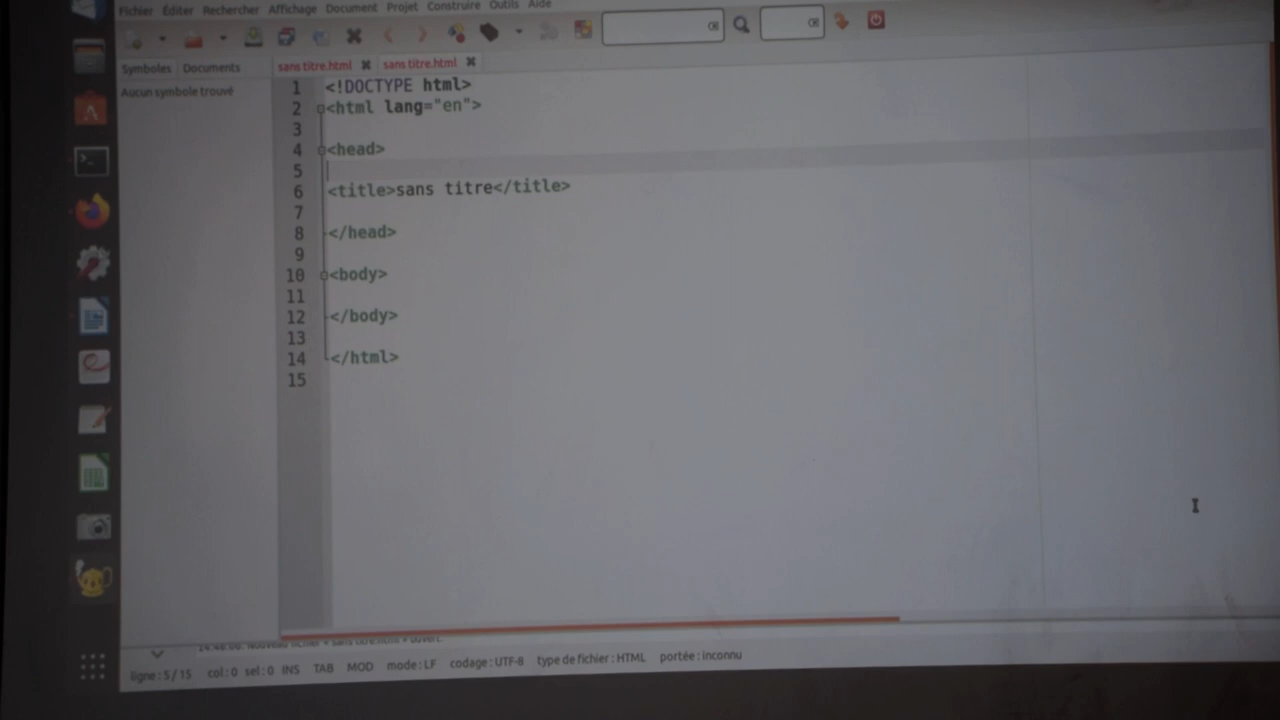 Fichier Éditer Rechercher Affichage Document Projet Construire Outils Aide
Symboles Documents
sans titre.html sans titre.html
Aucun symbole trouvé
1 <!DOCTYPE html>
2 <html lang="en">
3
4 <head>
5
6 <title>sans titre</title>
7
8 </head>
9
10 <body>
11
12 </body>
13
14 </html>
15
ligne : 5 / 15 col : 0 sel : 0 INS TAB MOD mode : LF codage : UTF-8 type de fichier : HTML portée : inconnu